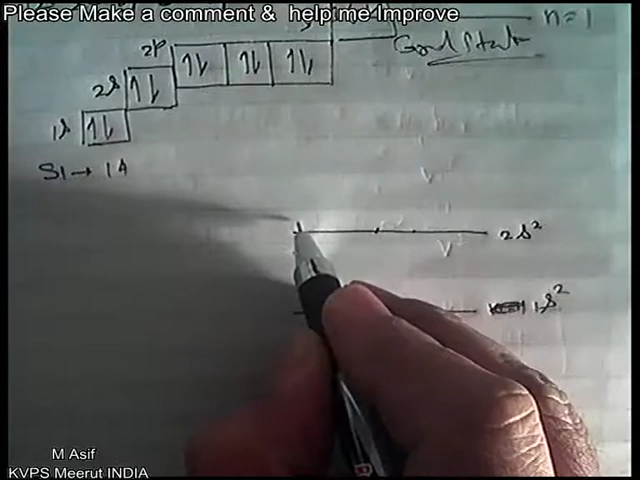 Please Make a comment & help me Improve
n=1
Ground State
2p
2s
1s
Si → 14
2s²
1s²
M Asif
KVPS Meerut INDIA